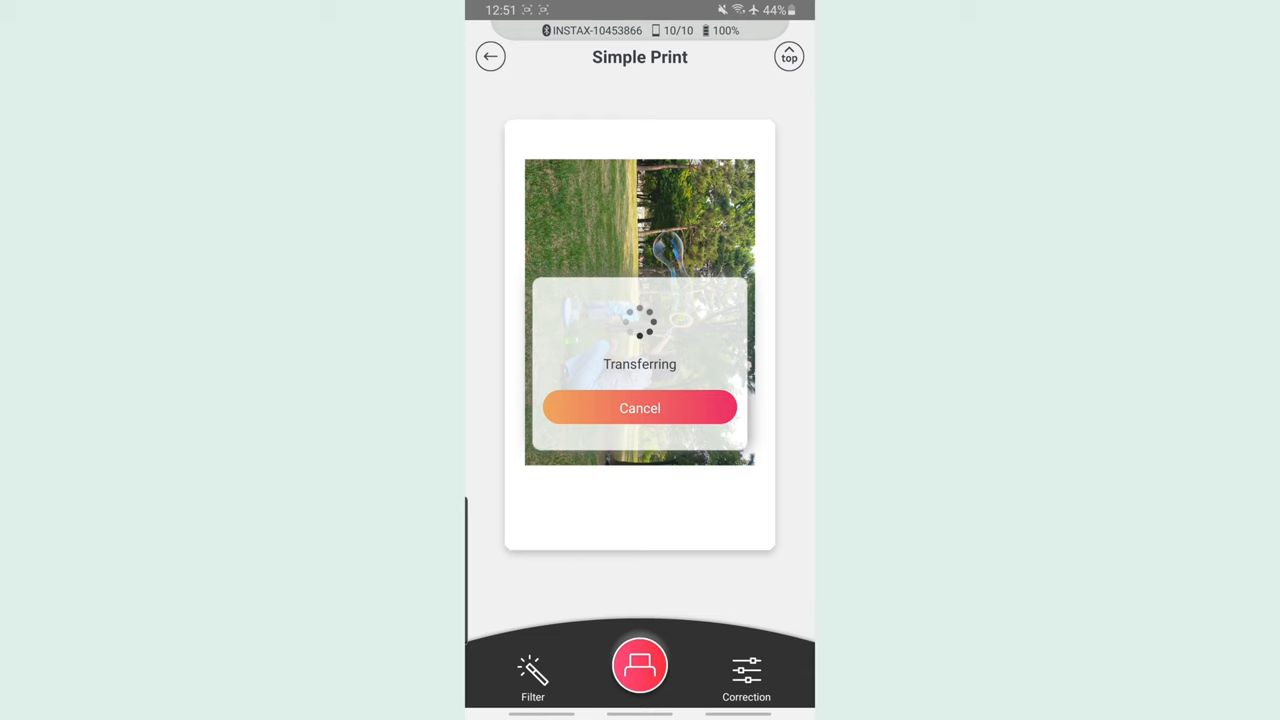 12:51 44%
INSTAX-10453866 10/10 100%
Simple Print
top
Transferring
Cancel
Filter
Correction